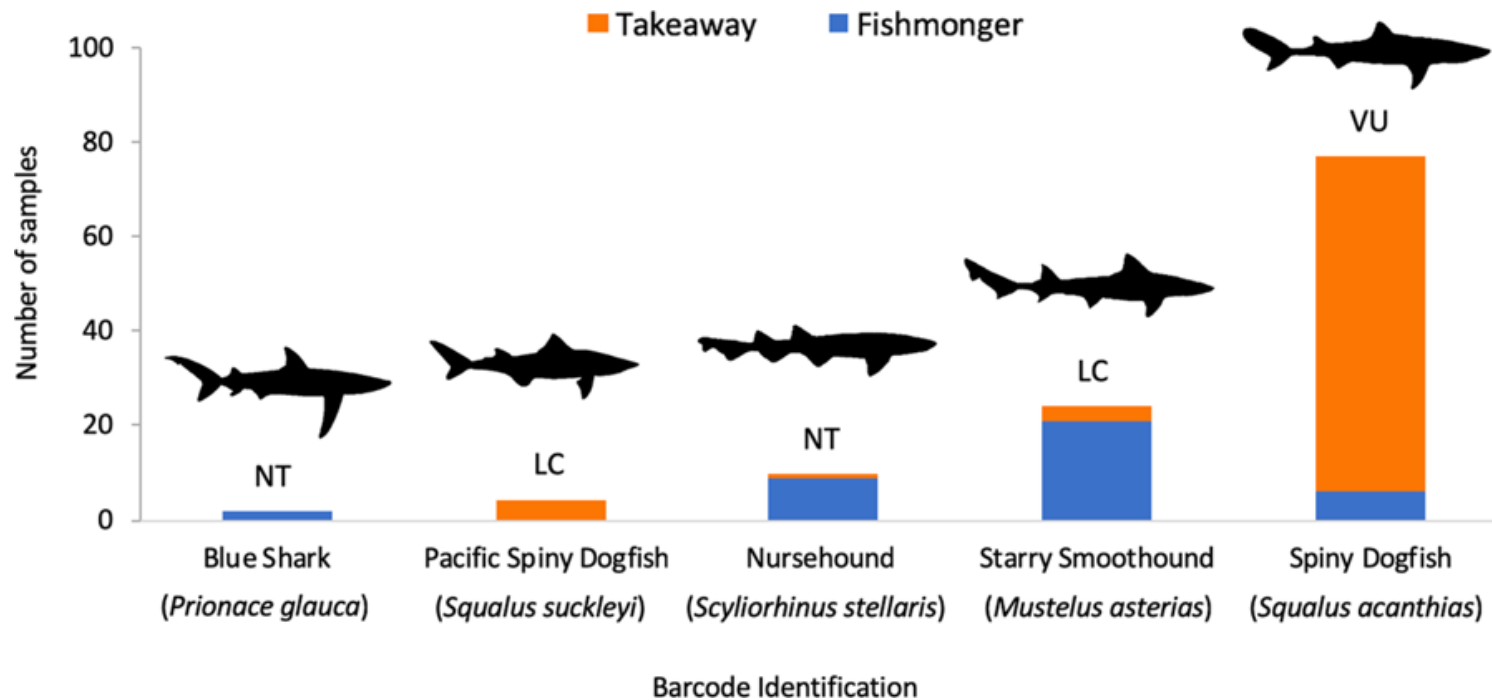 Takeaway
Fishmonger
Number of samples
100
80
60
40
20
0
NT
LC
NT
LC
VU
Blue Shark
(Prionace glauca)
Pacific Spiny Dogfish
(Squalus suckleyi)
Nursehound
(Scyliorhinus stellaris)
Starry Smoothound
(Mustelus asterias)
Spiny Dogfish
(Squalus acanthias)
Barcode Identification